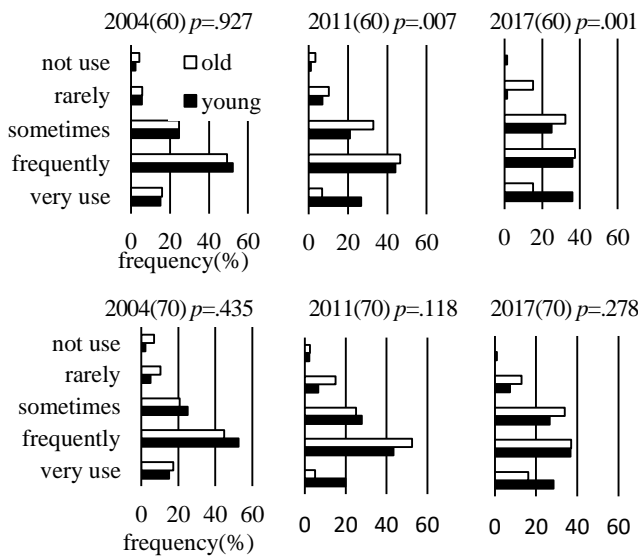 2004(60) p=.927
2011(60) p=.007
2017(60) p=.001
not use
rarely
sometimes
frequently
very use
old
young
0 20 40 60
frequency(%)
0 20 40 60
0 20 40 60
2004(70) p=.435
2011(70) p=.118
2017(70) p=.278
not use
rarely
sometimes
frequently
very use
0 20 40 60
frequency(%)
0 20 40 60
0 20 40 60